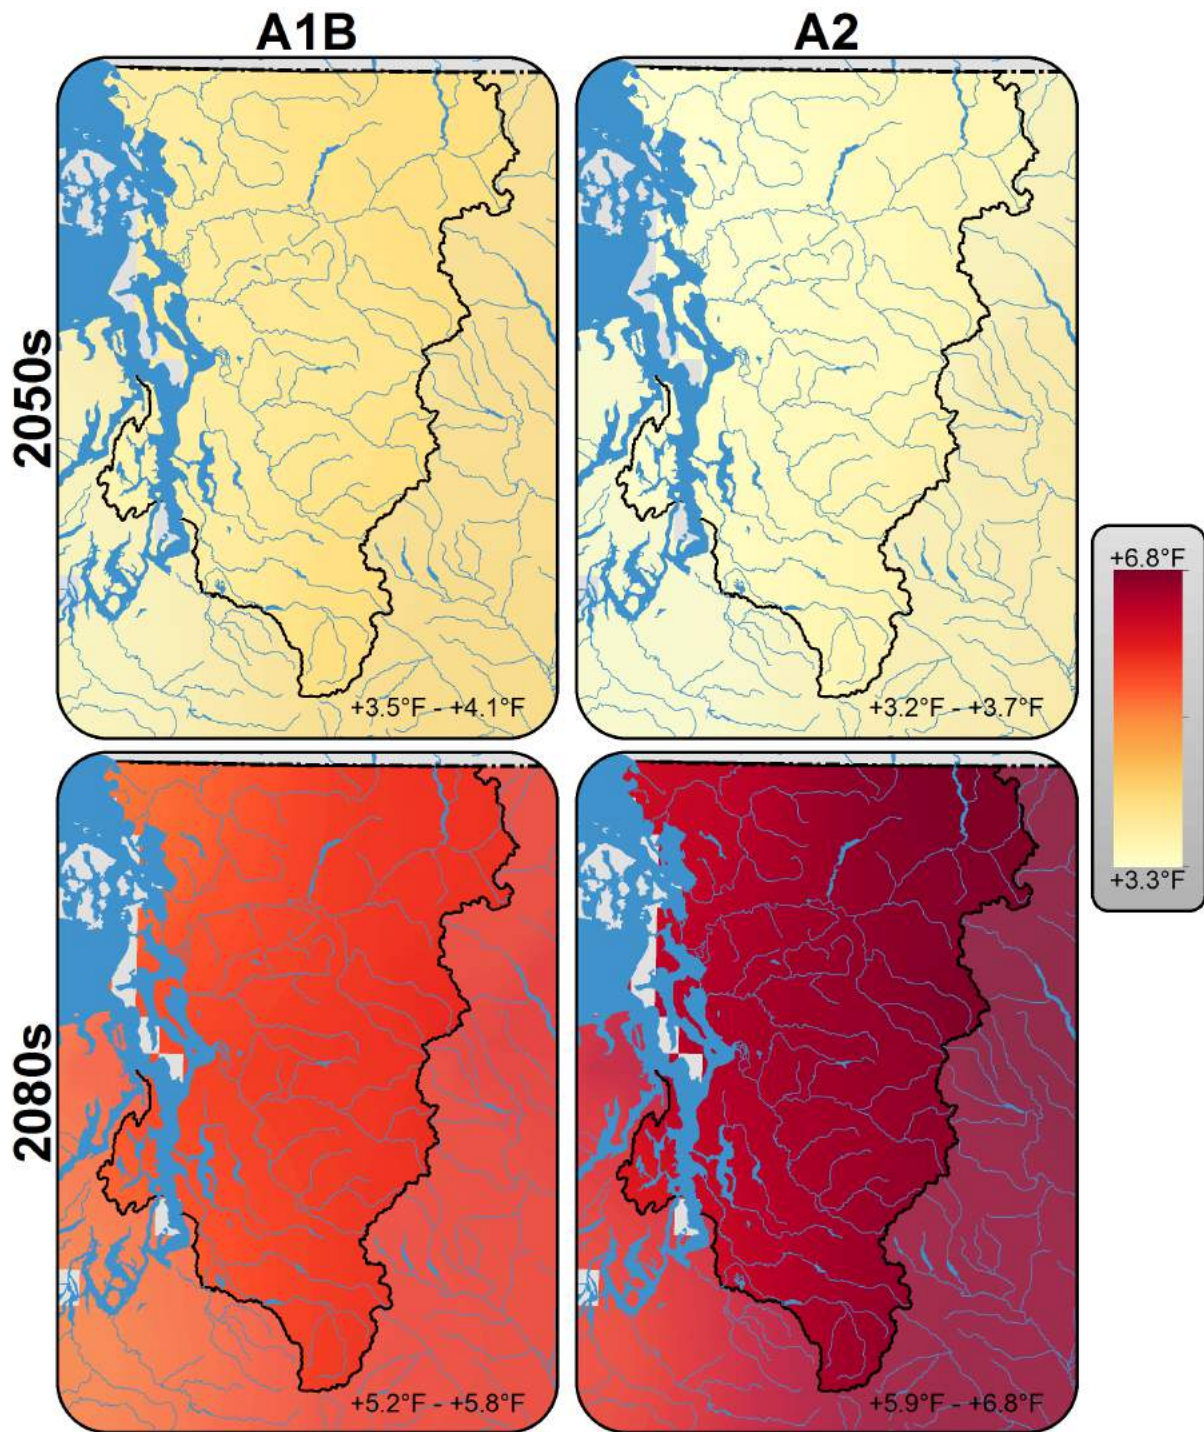 A1B
A2
2050s
+3.5°F - +4.1°F
+3.2°F - +3.7°F
+6.8°F
+3.3°F
2080s
+5.2°F - +5.8°F
+5.9°F - +6.8°F